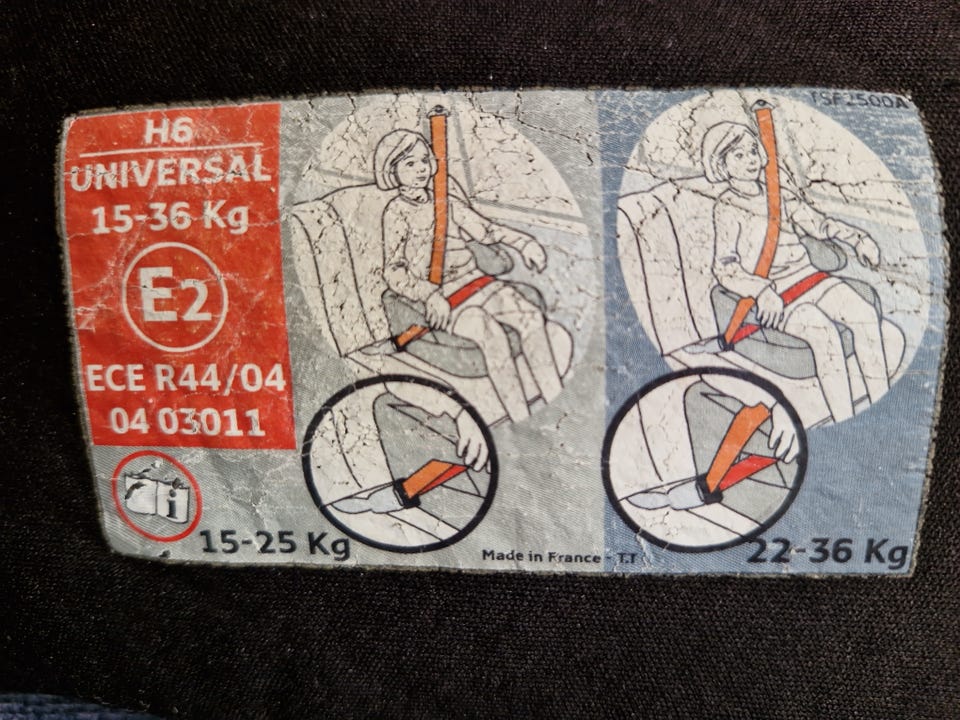 H6
UNIVERSAL
15-36 Kg
E2
ECE R44/04
04 03011
i
15-25 Kg
Made in France - T.T
22-36 Kg